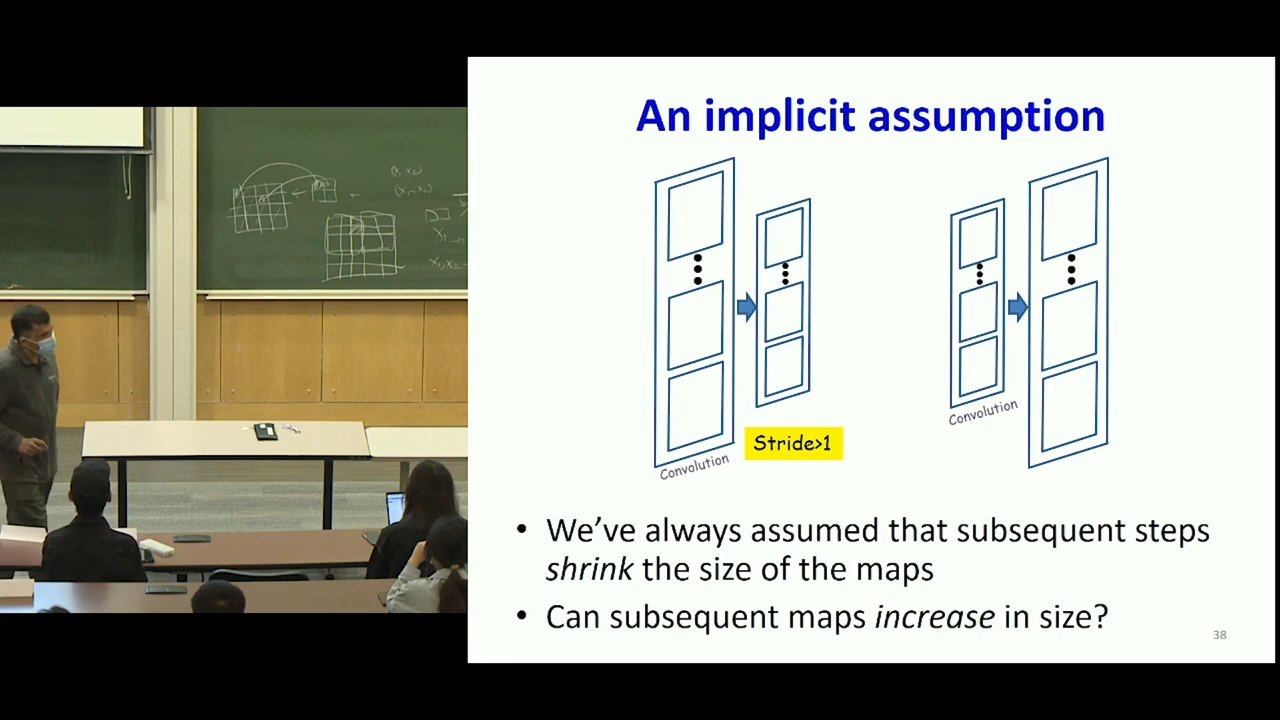 An implicit assumption
Convolution
Stride>1
Convolution
• We’ve always assumed that subsequent steps
shrink the size of the maps
• Can subsequent maps increase in size?
38